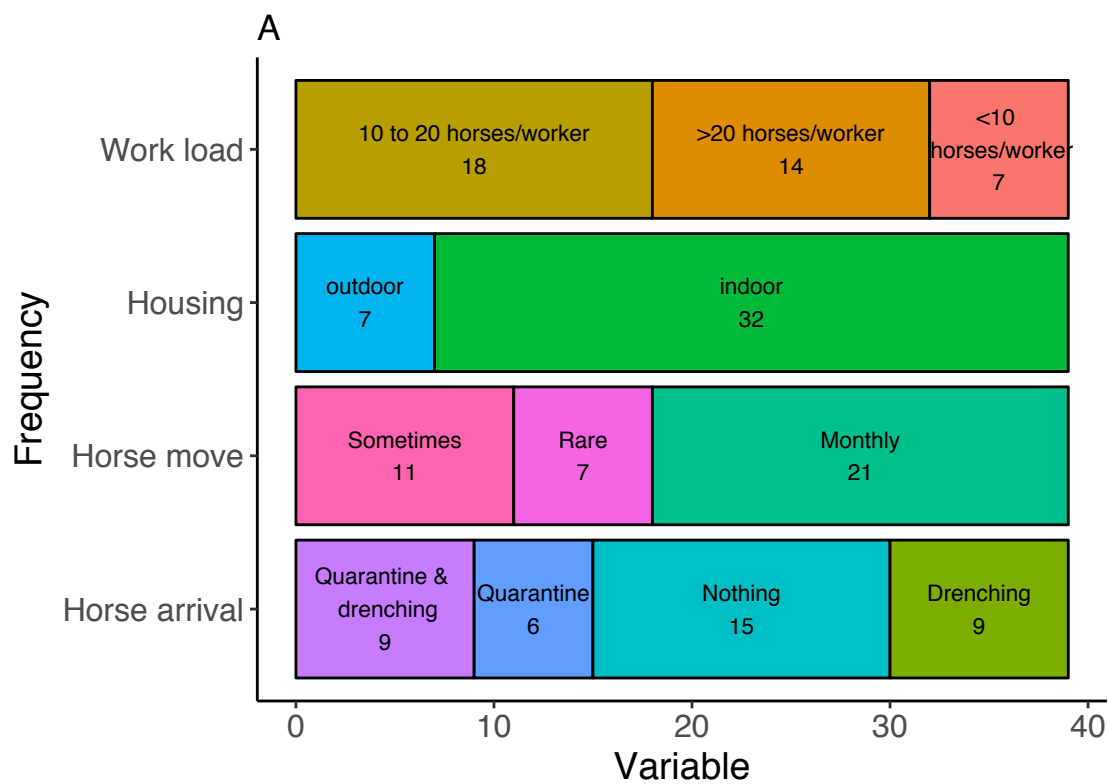 A
Work load
10 to 20 horses/worker
18
>20 horses/worker
14
<10
horses/worker
7
Housing
outdoor
7
indoor
32
Horse move
Sometimes
11
Rare
7
Monthly
21
Horse arrival
Quarantine &
drenching
9
Quarantine
6
Nothing
15
Drenching
9
Frequency
0 10 20 30 40
Variable